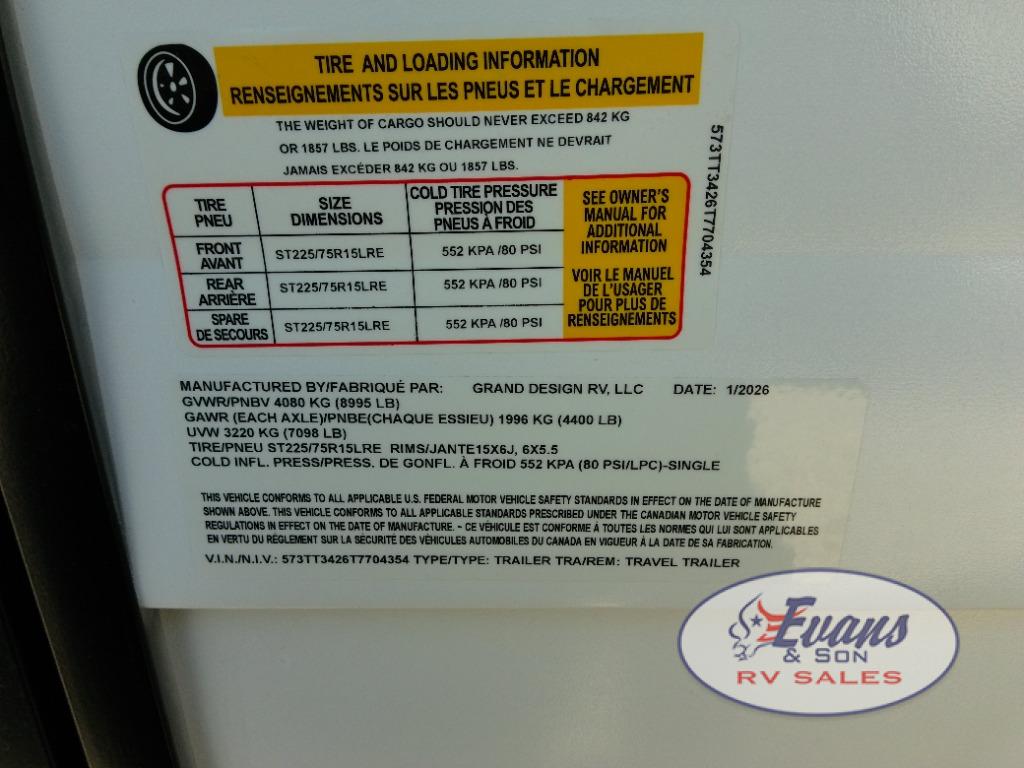 TIRE AND LOADING INFORMATION
RENSEIGNEMENTS SUR LES PNEUS ET LE CHARGEMENT
THE WEIGHT OF CARGO SHOULD NEVER EXCEED 842 KG
OR 1857 LBS. LE POIDS DE CHARGEMENT NE DEVRAIT
JAMAIS EXCÉDER 842 KG OU 1857 LBS.
TIRE
PNEU
SIZE
DIMENSIONS
COLD TIRE PRESSURE
PRESSION DES
PNEUS À FROID
FRONT
AVANT
ST225/75R15LRE
552 KPA /80 PSI
REAR
ARRIÈRE
ST225/75R15LRE
552 KPA /80 PSI
SPARE
DE SECOURS
ST225/75R15LRE
552 KPA /80 PSI
SEE OWNER'S
MANUAL FOR
ADDITIONAL
INFORMATION
VOIR LE MANUEL
DE L'USAGER
POUR PLUS DE
RENSEIGNEMENTS
573TT3426T7704354
MANUFACTURED BY/FABRIQUÉ PAR: GRAND DESIGN RV, LLC DATE: 1/2026
GVWR/PNBV 4080 KG (8995 LB)
GAWR (EACH AXLE)/PNBE(CHAQUE ESSIEU) 1996 KG (4400 LB)
UVW 3220 KG (7098 LB)
TIRE/PNEU ST225/75R15LRE RIMS/JANTE15X6J, 6X5.5
COLD INFL. PRESS/PRESS. DE GONFL. À FROID 552 KPA (80 PSI/LPC)-SINGLE
THIS VEHICLE CONFORMS TO ALL APPLICABLE U.S. FEDERAL MOTOR VEHICLE SAFETY STANDARDS IN EFFECT ON THE DATE OF MANUFACTURE
SHOWN ABOVE. THIS VEHICLE CONFORMS TO ALL APPLICABLE STANDARDS PRESCRIBED UNDER THE CANADIAN MOTOR VEHICLE SAFETY
REGULATIONS IN EFFECT ON THE DATE OF MANUFACTURE. - CE VÉHICULE EST CONFORME À TOUTES LES NORMES QUI LUI SONT APPLICABLES
EN VERTU DU RÈGLEMENT SUR LA SÉCURITÉ DES VÉHICULES AUTOMOBILES DU CANADA EN VIGUEUR À LA DATE DE SA FABRICATION.
V.I.N./N.I.V.: 573TT3426T7704354 TYPE/TYPE: TRAILER TRA/REM: TRAVEL TRAILER
Evans
& SON
RV SALES